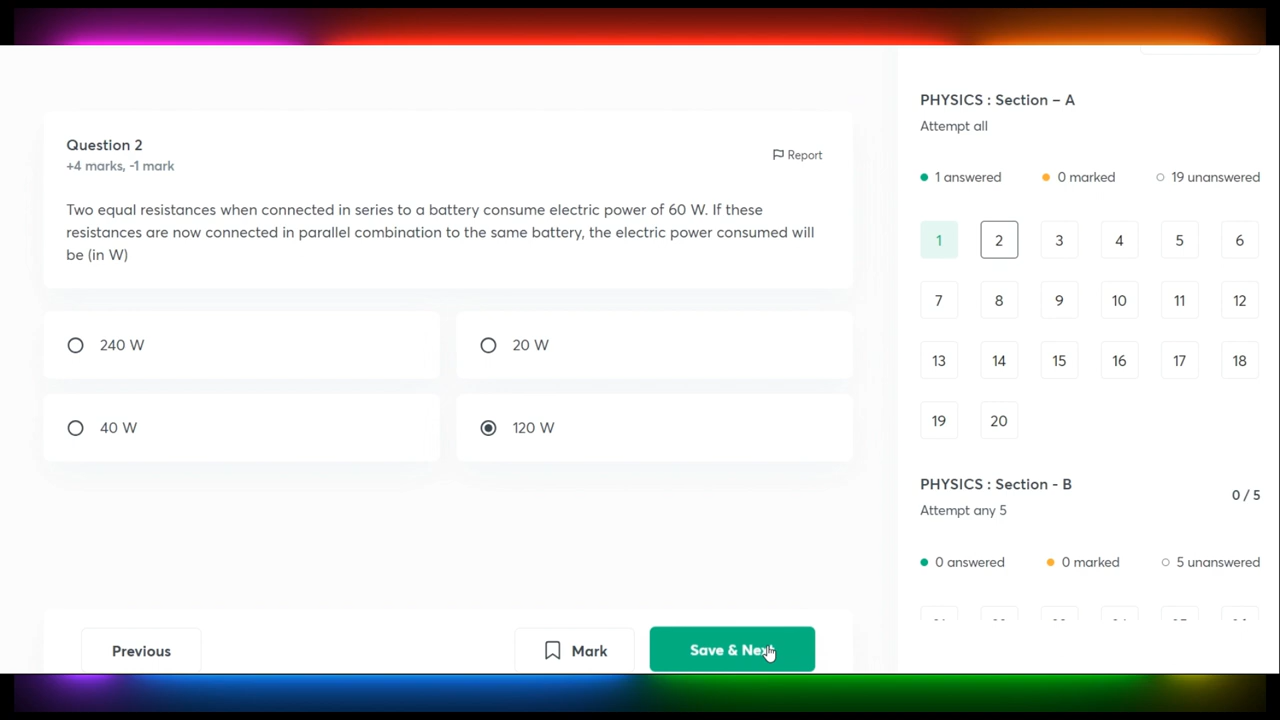 Question 2
+4 marks, -1 mark
Report
Two equal resistances when connected in series to a battery consume electric power of 60 W. If these
resistances are now connected in parallel combination to the same battery, the electric power consumed will
be (in W)
240 W
20 W
40 W
120 W
Previous
Mark
Save & Next
PHYSICS : Section – A
Attempt all
1 answered
0 marked
19 unanswered
1 2 3 4 5 6
7 8 9 10 11 12
13 14 15 16 17 18
19 20
PHYSICS : Section - B
0 / 5
Attempt any 5
0 answered
0 marked
5 unanswered